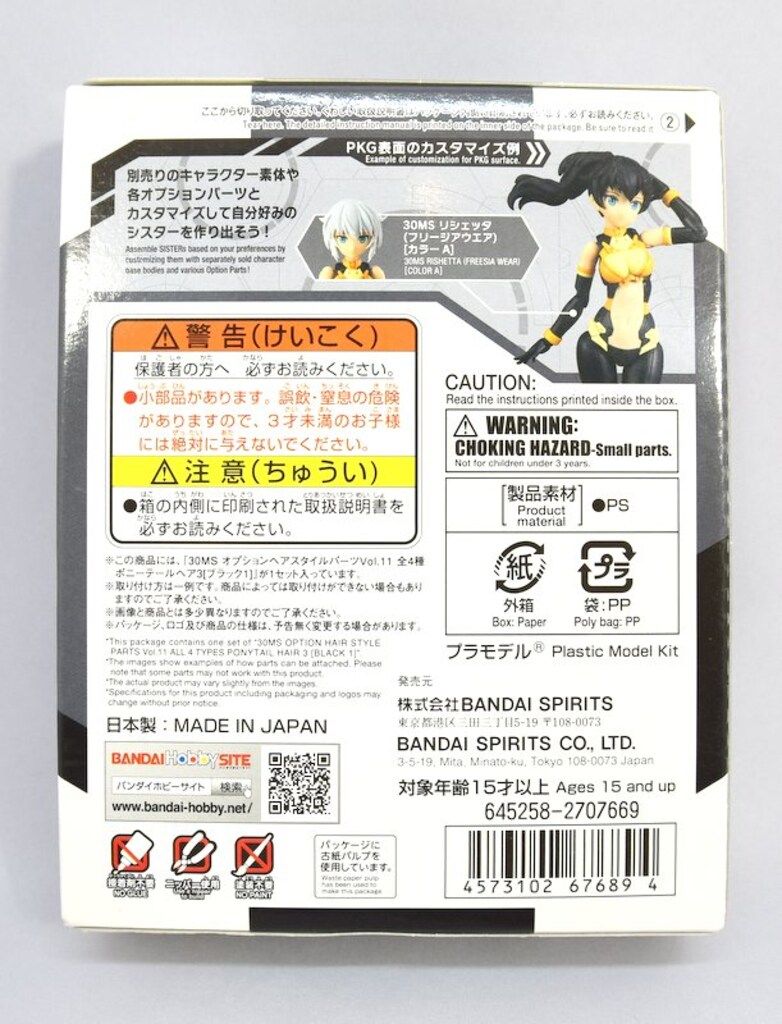 ここから切り取ってください。くわしい取扱説明書はパッケージ 必ずお読みください。
Tear here. The detailed instruction manual is printed on the inner side of the package. Be sure to read it. ②
PKG表面のカスタマイズ例
Example of customization for PKG surface.
別売りのキャラクター素体や
各オプションパーツと
カスタマイズして自分好みの
シスターを作り出そう！
Assemble SISTERs based on your preferences by
customizing them with separately sold character
base bodies and various Option Parts!
30MS リシェッタ
(フリージアウエア)
[カラー A]
30MS RISHETTA (FREESIA WEAR)
[COLOR A]
警告(けいこく)
保護者の方へ 必ずお読みください。
●小部品があります。誤飲・窒息の危険
がありますので、3才未満のお子様
には絶対に与えないでください。
注意(ちゅうい)
●箱の内側に印刷された取扱説明書を
必ずお読みください。
※この商品には、「30MS オプションヘアスタイルパーツVol.11 全4種
ポニーテールヘア3[ブラック1]」が1セット入っています。
※取り付け方は一例です。商品によっては取り付けができない場合もあり
ますのでご了承ください。
※画像と商品とは多少異なりますのでご了承ください。
※パッケージ、ロゴ及び商品の仕様は、予告無く変更する場合があります。
*This package contains one set of "30MS OPTION HAIR STYLE
PARTS Vol.11 ALL 4 TYPES PONYTAIL HAIR 3 [BLACK 1]".
*The images show examples of how parts can be attached. Please
note that some parts may not work with this product.
*The actual product may vary slightly from the images.
*Specifications for this product including packaging and logos may
change without prior notice.
日本製：MADE IN JAPAN
BANDAI Hobby SITE
バンダイホビーサイト 検索
www.bandai-hobby.net/
接着剤不要
NO GLUE
ニッパー使用
塗装不要
NO PAINT
パッケージに
古紙パルプを
使用しています。
Waste paper pulp
has been used to
make this package.
CAUTION:
Read the instructions printed inside the box.
WARNING:
CHOKING HAZARD-Small parts.
Not for children under 3 years.
[製品素材 Product material] ●PS
紙
外箱
Box: Paper
プラ
袋:PP
Poly bag: PP
プラモデル® Plastic Model Kit
発売元
株式会社BANDAI SPIRITS
東京都港区三田三丁目5-19 〒108-0073
BANDAI SPIRITS CO., LTD.
3-5-19, Mita, Minato-ku, Tokyo 108-0073 Japan
対象年齢15才以上 Ages 15 and up
645258-2707669
4573102 67689 4